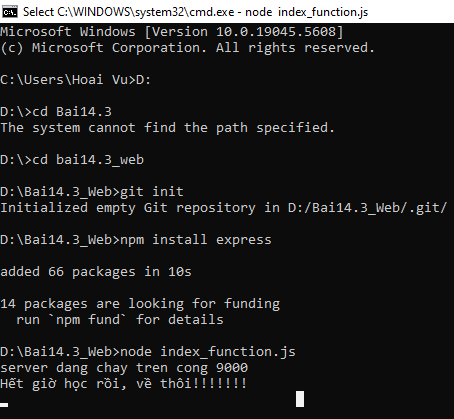 Select C:\WINDOWS\system32\cmd.exe - node  index_function.js
Microsoft Windows [Version 10.0.19045.5608]
(c) Microsoft Corporation. All rights reserved.
C:\Users\Hoai Vu>D:
D:\>cd Bai14.3
The system cannot find the path specified.
D:\>cd bai14.3_web
D:\Bai14.3_Web>git init
Initialized empty Git repository in D:/Bai14.3_Web/.git/
D:\Bai14.3_Web>npm install express
added 66 packages in 10s
14 packages are looking for funding
  run `npm fund` for details
D:\Bai14.3_Web>node index_function.js
server dang chay tren cong 9000
Hết giờ học rồi, về thôi!!!!!!!